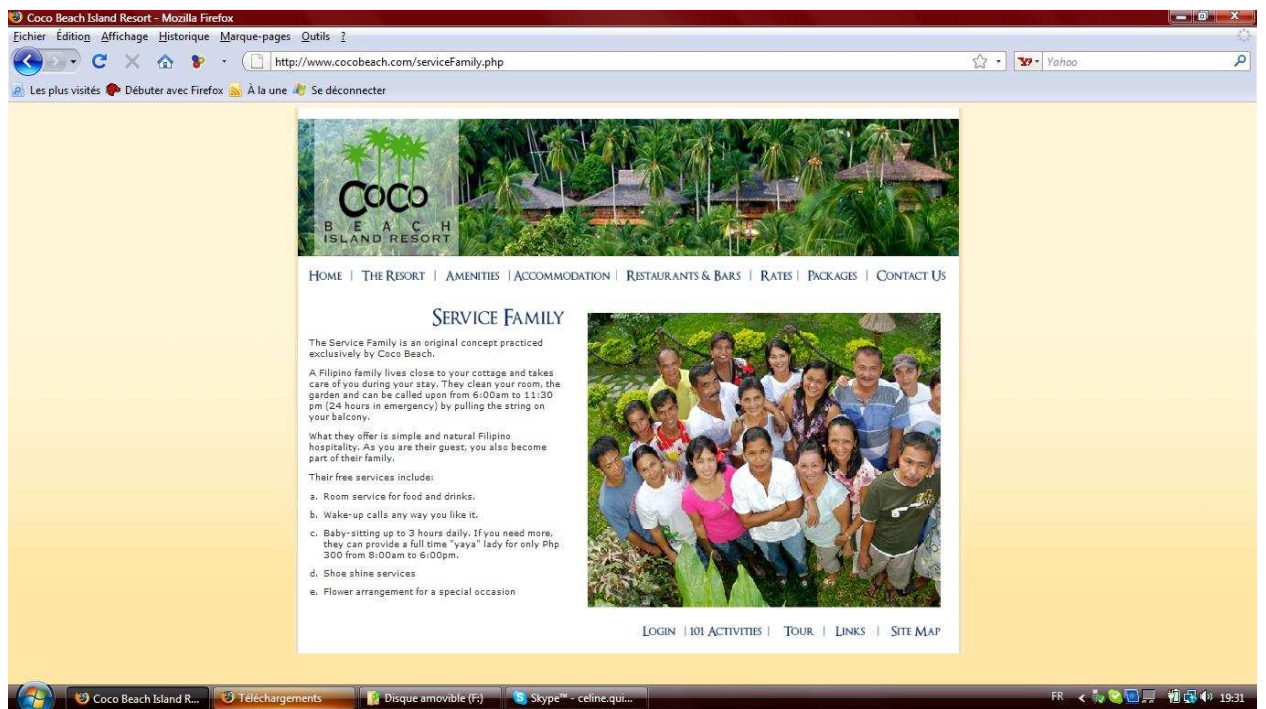 Coco Beach Island Resort - Mozilla Firefox
Fichier Édition Affichage Historique Marque-pages Outils ?
http://www.cocobeach.com/serviceFamily.php
Yahoo
Les plus visités Débuter avec Firefox À la une Se déconnecter
COCO
BEACH
ISLAND RESORT
HOME | THE RESORT | AMENITIES | ACCOMMODATION | RESTAURANTS & BARS | RATES | PACKAGES | CONTACT US
SERVICE FAMILY
The Service Family is an original concept practiced
exclusively by Coco Beach.
A Filipino family lives close to your cottage and takes
care of you during your stay. They clean your room, the
garden and can be called upon from 6:00am to 11:30
pm (24 hours in emergency) by pulling the string on
your balcony.
What they offer is simple and natural Filipino
hospitality. As you are their guest, you also become
part of their family.
Their free services include:
a. Room service for food and drinks.
b. Wake-up calls any way you like it.
c. Baby-sitting up to 3 hours daily. If you need more,
they can provide a full time "yaya" lady for only Php
300 from 8:00am to 6:00pm.
d. Shoe shine services
e. Flower arrangement for a special occasion
LOGIN | 101 ACTIVITIES | TOUR | LINKS | SITE MAP
Coco Beach Island R... Téléchargements Disque amovible (F:) Skype™ - celine.qui... FR 19:31